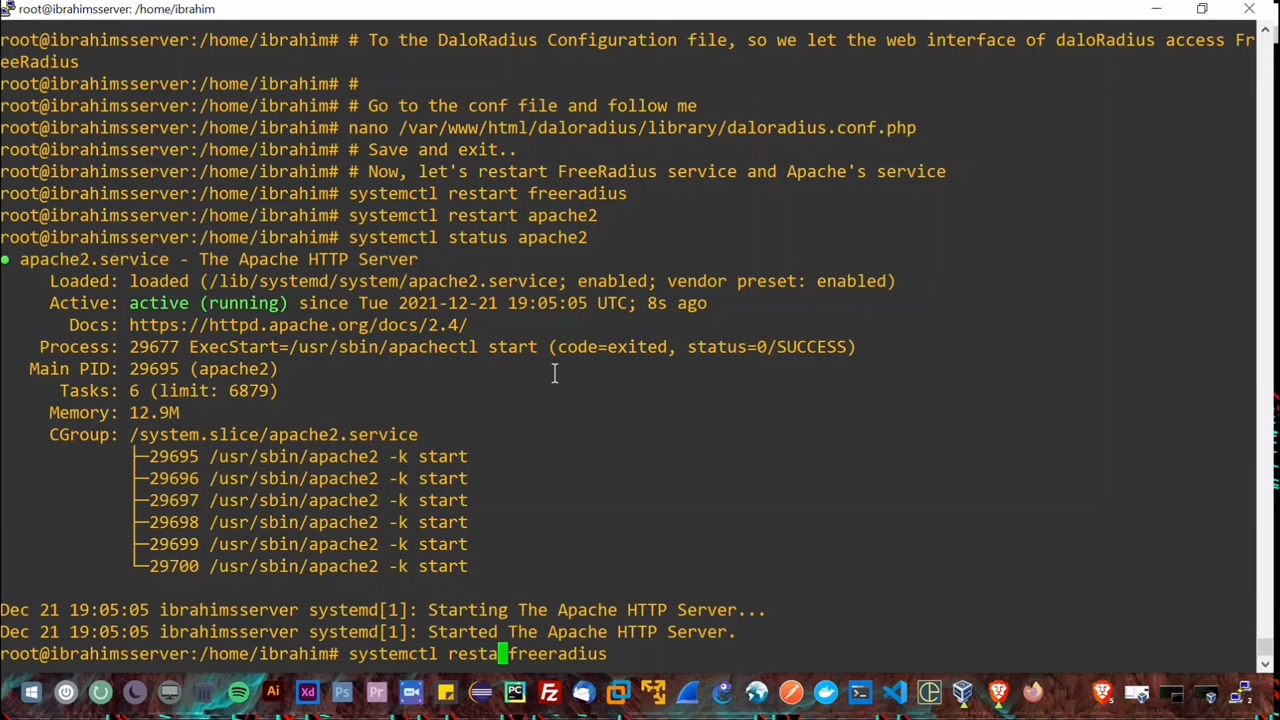 root@ibrahimsserver: /home/ibrahim
root@ibrahimsserver:/home/ibrahim# # To the DaloRadius Configuration file, so we let the web interface of daloRadius access Fr
eeRadius
root@ibrahimsserver:/home/ibrahim# #
root@ibrahimsserver:/home/ibrahim# # Go to the conf file and follow me
root@ibrahimsserver:/home/ibrahim# nano /var/www/html/daloradius/library/daloradius.conf.php
root@ibrahimsserver:/home/ibrahim# # Save and exit..
root@ibrahimsserver:/home/ibrahim# # Now, let's restart FreeRadius service and Apache's service
root@ibrahimsserver:/home/ibrahim# systemctl restart freeradius
root@ibrahimsserver:/home/ibrahim# systemctl restart apache2
root@ibrahimsserver:/home/ibrahim# systemctl status apache2
● apache2.service - The Apache HTTP Server
Loaded: loaded (/lib/systemd/system/apache2.service; enabled; vendor preset: enabled)
Active: active (running) since Tue 2021-12-21 19:05:05 UTC; 8s ago
Docs: https://httpd.apache.org/docs/2.4/
Process: 29677 ExecStart=/usr/sbin/apachectl start (code=exited, status=0/SUCCESS)
Main PID: 29695 (apache2)
Tasks: 6 (limit: 6879)
Memory: 12.9M
CGroup: /system.slice/apache2.service
├─29695 /usr/sbin/apache2 -k start
├─29696 /usr/sbin/apache2 -k start
├─29697 /usr/sbin/apache2 -k start
├─29698 /usr/sbin/apache2 -k start
├─29699 /usr/sbin/apache2 -k start
└─29700 /usr/sbin/apache2 -k start
Dec 21 19:05:05 ibrahimsserver systemd[1]: Starting The Apache HTTP Server...
Dec 21 19:05:05 ibrahimsserver systemd[1]: Started The Apache HTTP Server.
root@ibrahimsserver:/home/ibrahim# systemctl resta freeradius
Ai Xd Ps Pr PC FZ